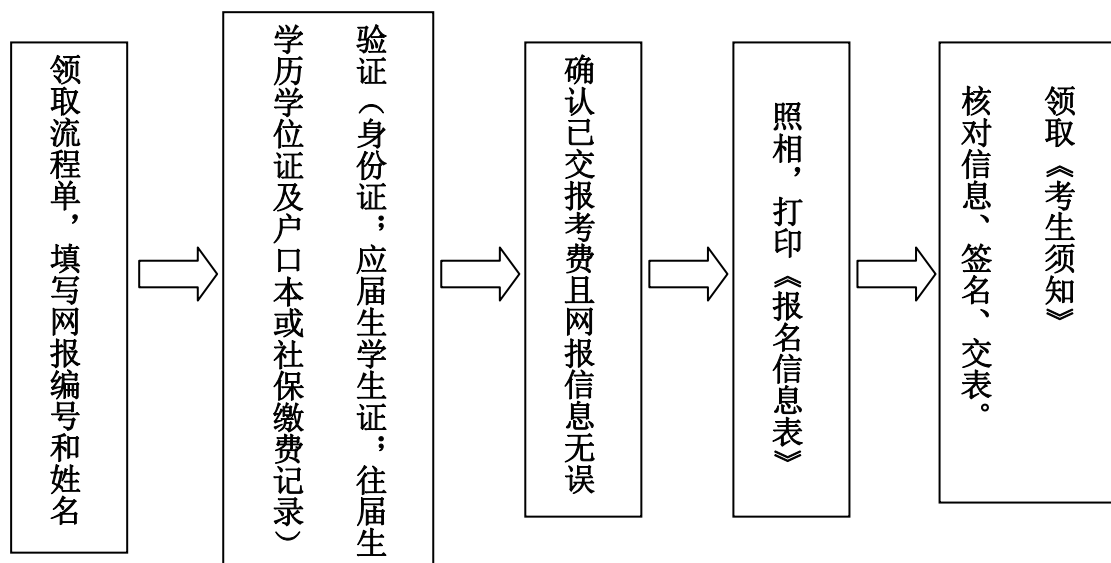 领取流程单，填写网报编号和姓名
验证（身份证；应届生学生证；往届生
学历学位证及户口本或社保缴费记录）
确认已交报考费且网报信息无误
照相，打印《报名信息表》
领取《考生须知》
核对信息、签名、交表。